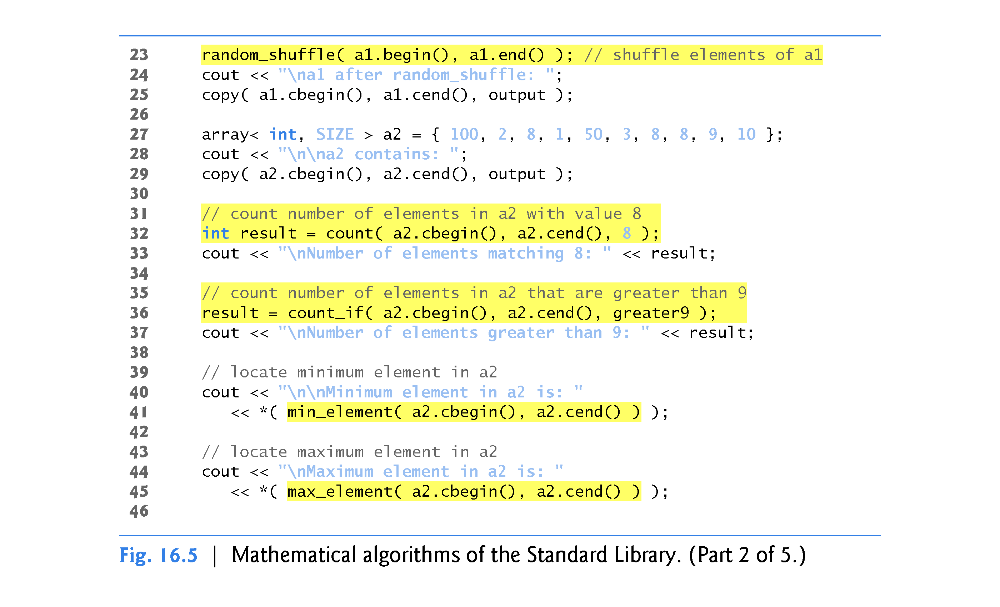 23 random_shuffle( a1.begin(), a1.end() ); // shuffle elements of a1
24 cout << "\na1 after random_shuffle: ";
25 copy( a1.cbegin(), a1.cend(), output );
26
27 array< int, SIZE > a2 = { 100, 2, 8, 1, 50, 3, 8, 8, 9, 10 };
28 cout << "\n\na2 contains: ";
29 copy( a2.cbegin(), a2.cend(), output );
30
31 // count number of elements in a2 with value 8
32 int result = count( a2.cbegin(), a2.cend(), 8 );
33 cout << "\nNumber of elements matching 8: " << result;
34
35 // count number of elements in a2 that are greater than 9
36 result = count_if( a2.cbegin(), a2.cend(), greater9 );
37 cout << "\nNumber of elements greater than 9: " << result;
38
39 // locate minimum element in a2
40 cout << "\n\nMinimum element in a2 is: "
41 << *( min_element( a2.cbegin(), a2.cend() ) );
42
43 // locate maximum element in a2
44 cout << "\nMaximum element in a2 is: "
45 << *( max_element( a2.cbegin(), a2.cend() ) );
46
Fig. 16.5 | Mathematical algorithms of the Standard Library. (Part 2 of 5.)